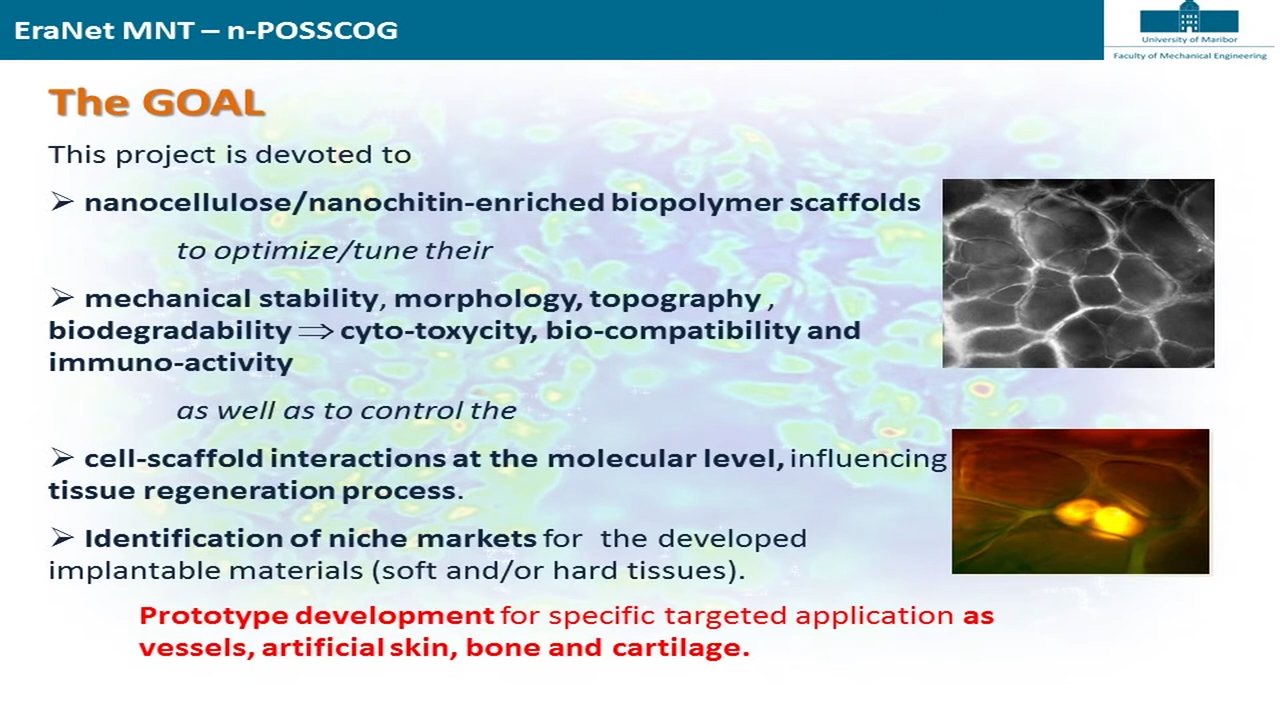 EraNet MNT – n-POSSCOG
University of Maribor
Faculty of Mechanical Engineering
The GOAL
This project is devoted to
➢ nanocellulose/nanochitin-enriched biopolymer scaffolds
to optimize/tune their
➢ mechanical stability, morphology, topography ,
biodegradability ⇒ cyto-toxycity, bio-compatibility and
immuno-activity
as well as to control the
➢ cell-scaffold interactions at the molecular level, influencing
tissue regeneration process.
➢ Identification of niche markets for the developed
implantable materials (soft and/or hard tissues).
Prototype development for specific targeted application as
vessels, artificial skin, bone and cartilage.